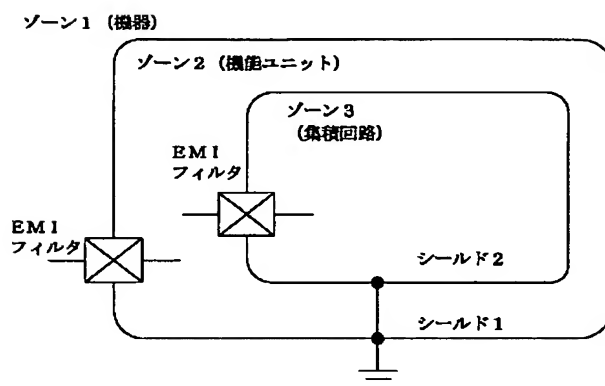 ゾーン１（機器）
ゾーン２（機能ユニット）
ゾーン３
（集積回路）
ＥＭＩ
フィルタ
ＥＭＩ
フィルタ
シールド２
シールド１